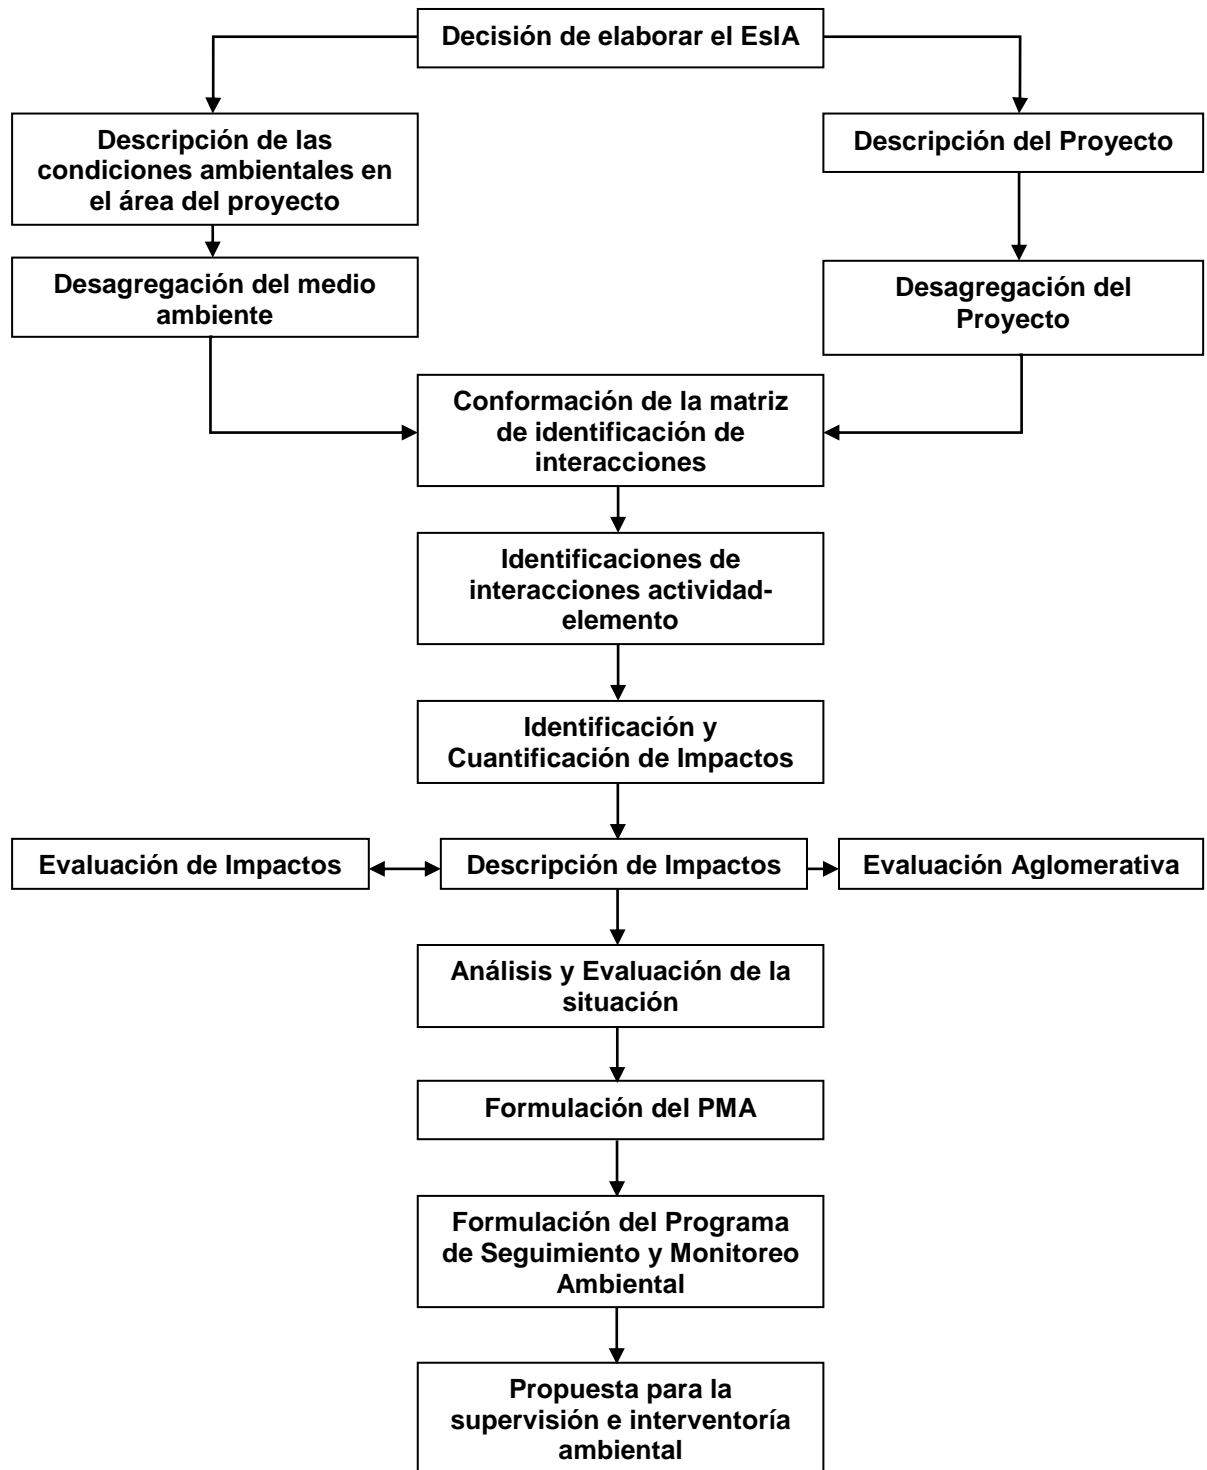 Decisión de elaborar el EsIA
Descripción de las
condiciones ambientales en
el área del proyecto
Descripción del Proyecto
Desagregación del medio
ambiente
Desagregación del
Proyecto
Conformación de la matriz
de identificación de
interacciones
Identificaciones de
interacciones actividad-
elemento
Identificación y
Cuantificación de Impactos
Evaluación de Impactos
Descripción de Impactos
Evaluación Aglomerativa
Análisis y Evaluación de la
situación
Formulación del PMA
Formulación del Programa
de Seguimiento y Monitoreo
Ambiental
Propuesta para la
supervisión e interventoría
ambiental